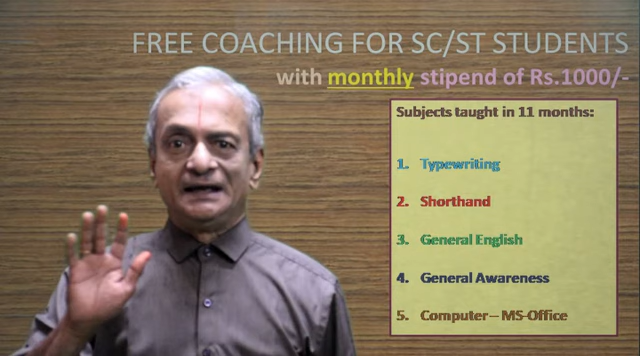 FREE COACHING FOR SC/ST STUDENTS
with monthly stipend of Rs.1000/-
Subjects taught in 11 months:
1. Typewriting
2. Shorthand
3. General English
4. General Awareness
5. Computer – MS-Office